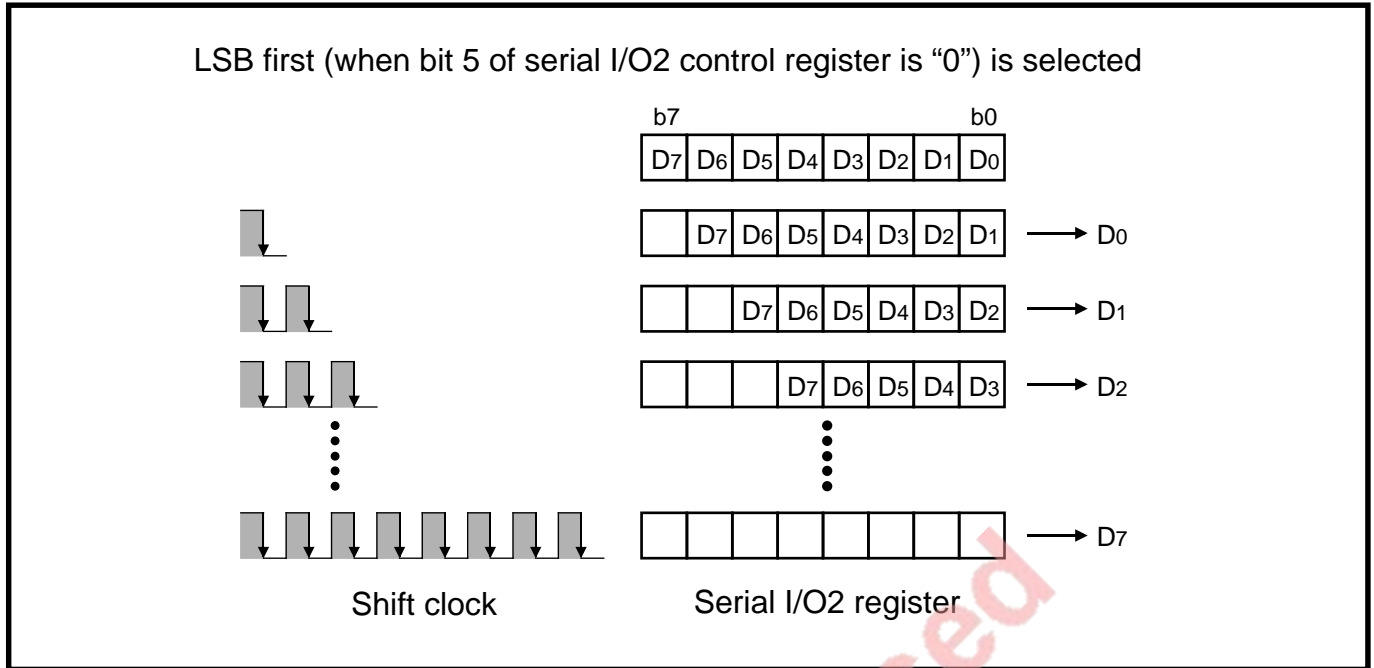 LSB first (when bit 5 of serial I/O2 control register is “0”) is selected
b7 b0
D7 D6 D5 D4 D3 D2 D1 D0
D7 D6 D5 D4 D3 D2 D1 D0
D7 D6 D5 D4 D3 D2 D1
D7 D6 D5 D4 D3 D2
D7
Shift clock Serial I/O2 register
sed